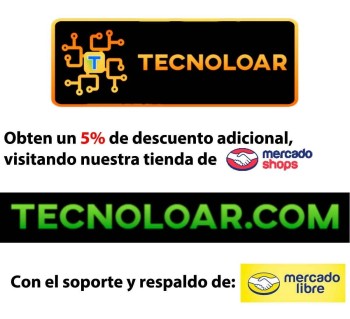 T
TECNOLOAR
Obten un 5% de descuento adicional,
visitando nuestra tienda de mercado shops
TECNOLOAR.COM
Con el soporte y respaldo de: mercado libre